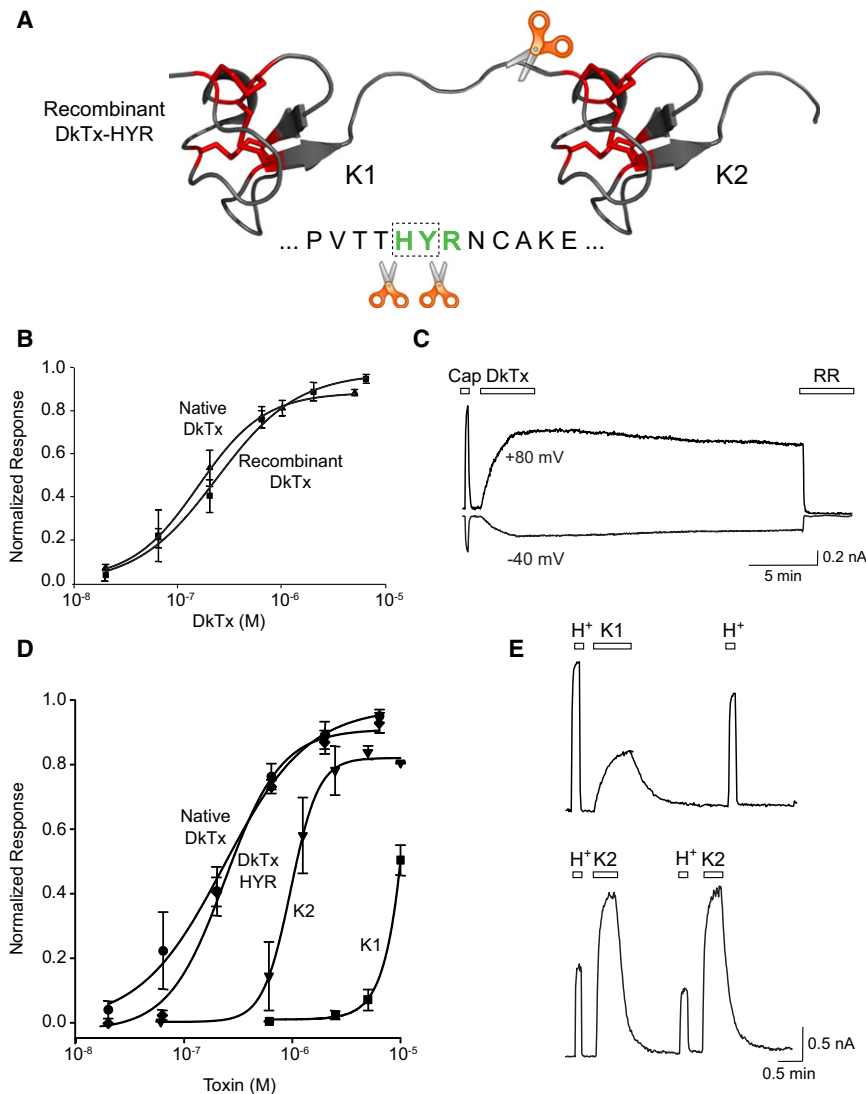 A
Recombinant
DkTx-HYR
K1
K2
... P V T T H Y R N C A K E ...
B
Normalized Response
1.0
0.8
0.6
0.4
0.2
0.0
Native
DkTx
Recombinant
DkTx
10⁻⁸
10⁻⁷
10⁻⁶
10⁻⁵
DkTx (M)
C
Cap DkTx
RR
+80 mV
-40 mV
0.2 nA
5 min
D
Normalized Response
1.0
0.8
0.6
0.4
0.2
0.0
Native
DkTx
DkTx
HYR
K2
K1
10⁻⁸
10⁻⁷
10⁻⁶
10⁻⁵
Toxin (M)
E
H⁺ K1 H⁺
H⁺ K2 H⁺ K2
0.5 nA
0.5 min